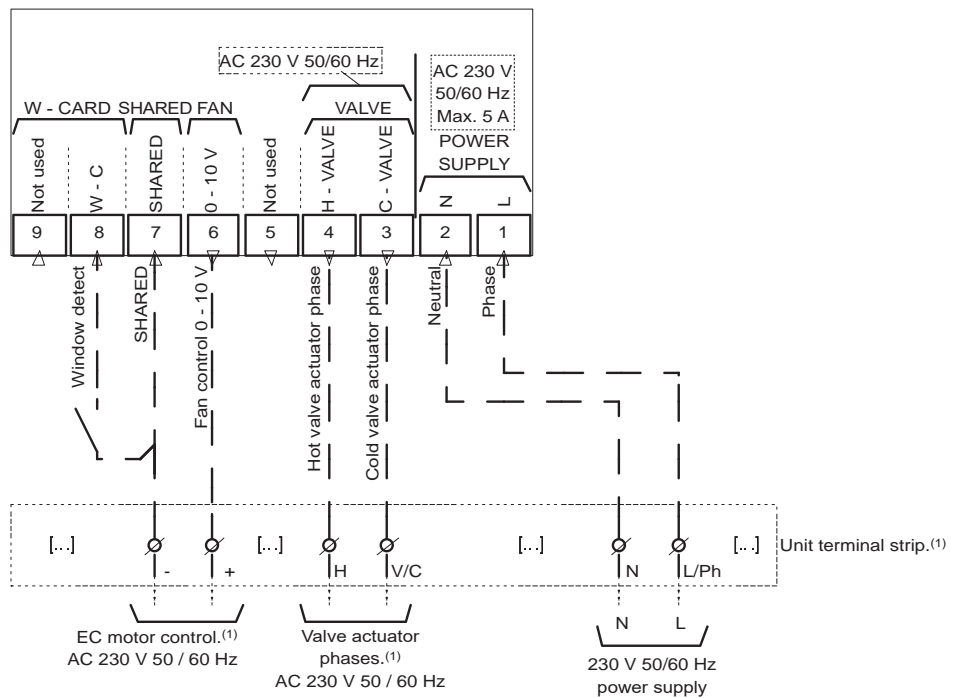 AC 230 V 50/60 Hz
AC 230 V
50/60 Hz
Max. 5 A
W - CARD SHARED FAN VALVE
POWER
SUPPLY
Not used
W - C
SHARED
0 - 10 V
Not used
H - VALVE
C - VALVE
N
L
9 8 7 6 5 4 3 2 1
Window detect
SHARED
Fan control 0 - 10 V
Hot valve actuator phase
Cold valve actuator phase
Neutral
Phase
[...] [...] [...] [...] Unit terminal strip.(1)
- + H V/C N L/Ph
EC motor control.(1)
AC 230 V 50 / 60 Hz
Valve actuator
phases.(1)
AC 230 V 50 / 60 Hz
N L
230 V 50/60 Hz
power supply